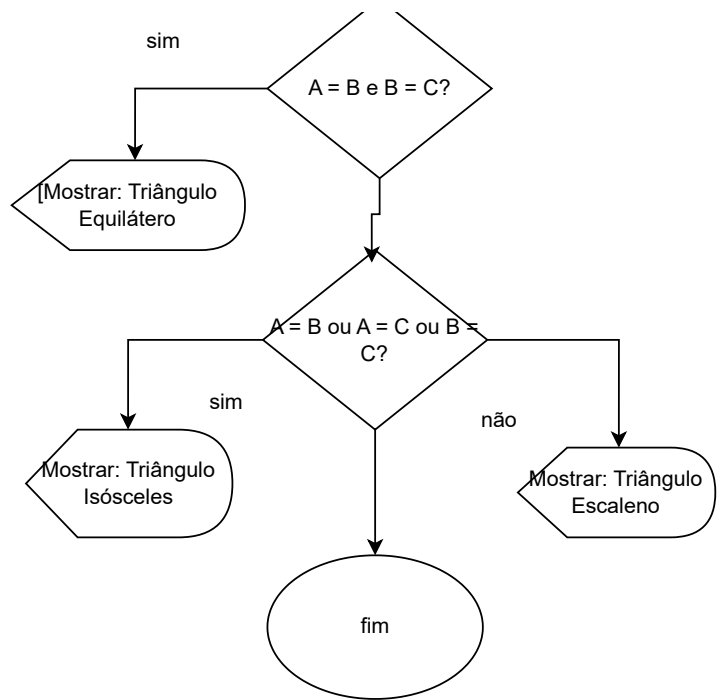 sim
A = B e B = C?
[Mostrar: Triângulo
Equilátero
A = B ou A = C ou B =
C?
sim
não
Mostrar: Triângulo
Isósceles
Mostrar: Triângulo
Escaleno
fim